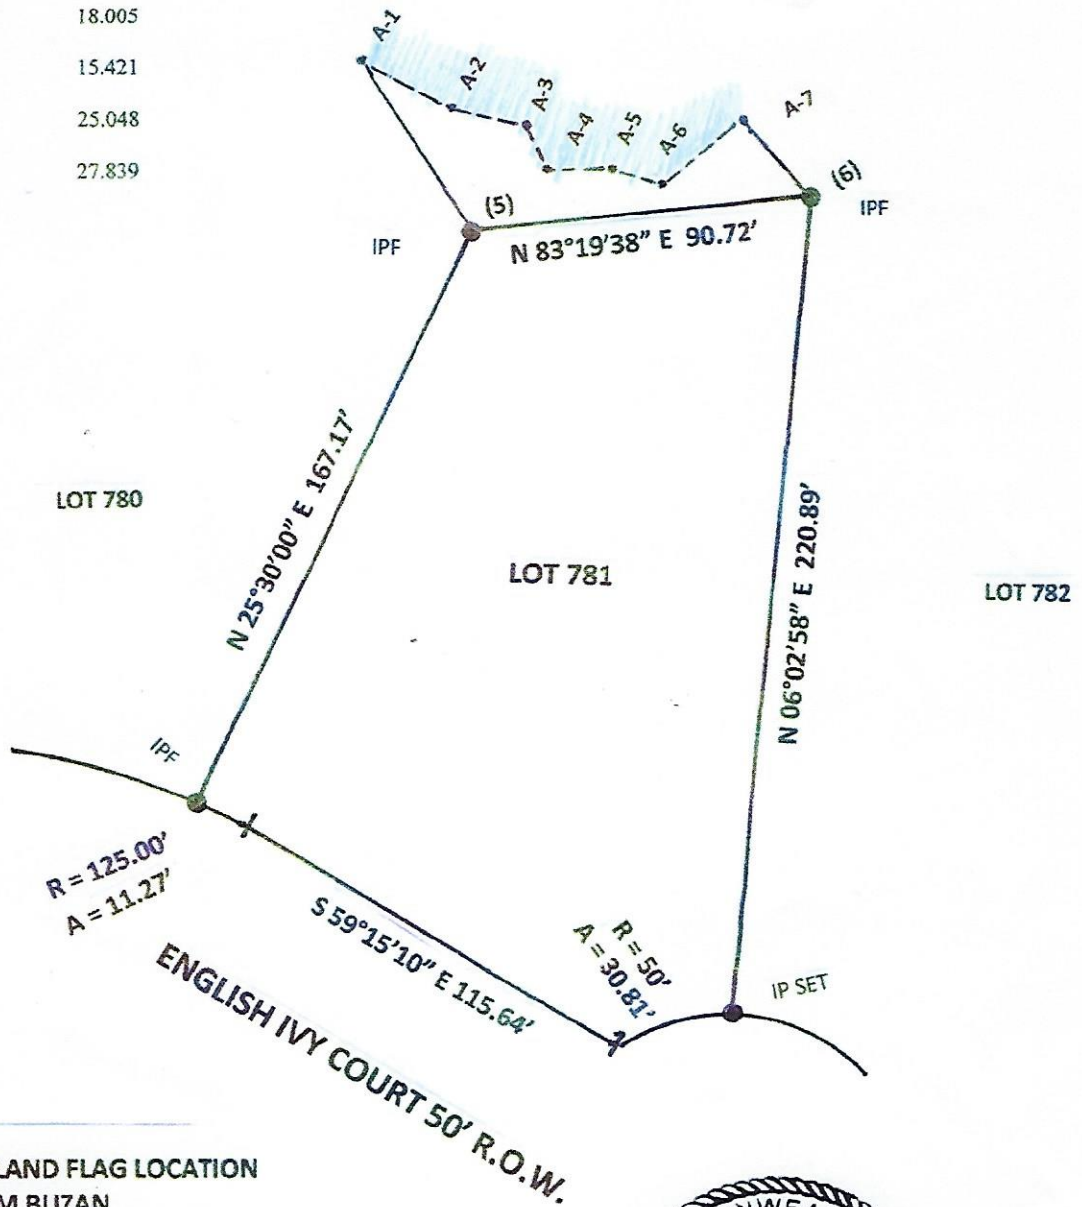 18.005
15.421
25.048
27.839
A-1
A-2
A-3
A-4
A-5
A-6
A-7
(5)
(6)
IPF
IPF
N 83°19'38" E 90.72'
N 25°30'00" E 167.17'
LOT 780
LOT 781
N 06°02'58" E 220.89'
LOT 782
IPF
R = 125.00'
A = 11.27'
S 59°15'10" E 115.64'
R = 50'
A = 30.81'
IP SET
ENGLISH IVY COURT 50' R.O.W.
LAND FLAG LOCATION